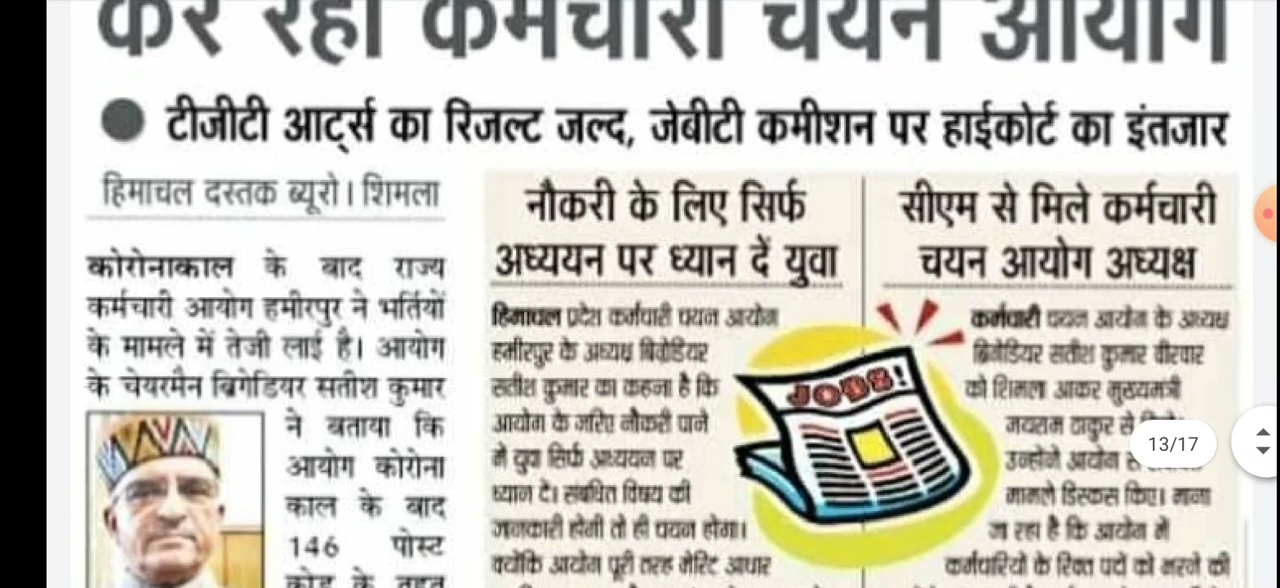 कर रहा कर्मचारी चयन आयोग
टीजीटी आर्ट्स का रिजल्ट जल्द, जेबीटी कमीशन पर हाईकोर्ट का इंतजार
हिमाचल दस्तक ब्यूरो। शिमला
कोरोनाकाल के बाद राज्य
कर्मचारी आयोग हमीरपुर ने भर्तियों
के मामले में तेजी लाई है। आयोग
के चेयरमैन ब्रिगेडियर सतीश कुमार
ने बताया कि
आयोग कोरोना
काल के बाद
146 पोस्ट
कोड के तहत
नौकरी के लिए सिर्फ
अध्ययन पर ध्यान दें युवा
हिमाचल प्रदेश कर्मचारी चयन आयोग
हमीरपुर के अध्यक्ष ब्रिगेडियर
सतीश कुमार का कहना है कि
आयोग के जरिए नौकरी पाने
में युवा सिर्फ अध्ययन पर
ध्यान दें। संबंधित विषय की
जानकारी होगी तो ही चयन होगा।
क्योंकि आयोग पूरी तरह मेरिट आधार
JOBS!
सीएम से मिले कर्मचारी
चयन आयोग अध्यक्ष
कर्मचारी चयन आयोग के अध्यक्ष
ब्रिगेडियर सतीश कुमार वीरवार
को शिमला आकर मुख्यमंत्री
जयराम ठाकुर से
उन्होंने आयोग
मामले डिस्कस किए। माना
जा रहा है कि आयोग में
कर्मचारियों के रिक्त पदों को भरने की
13/17